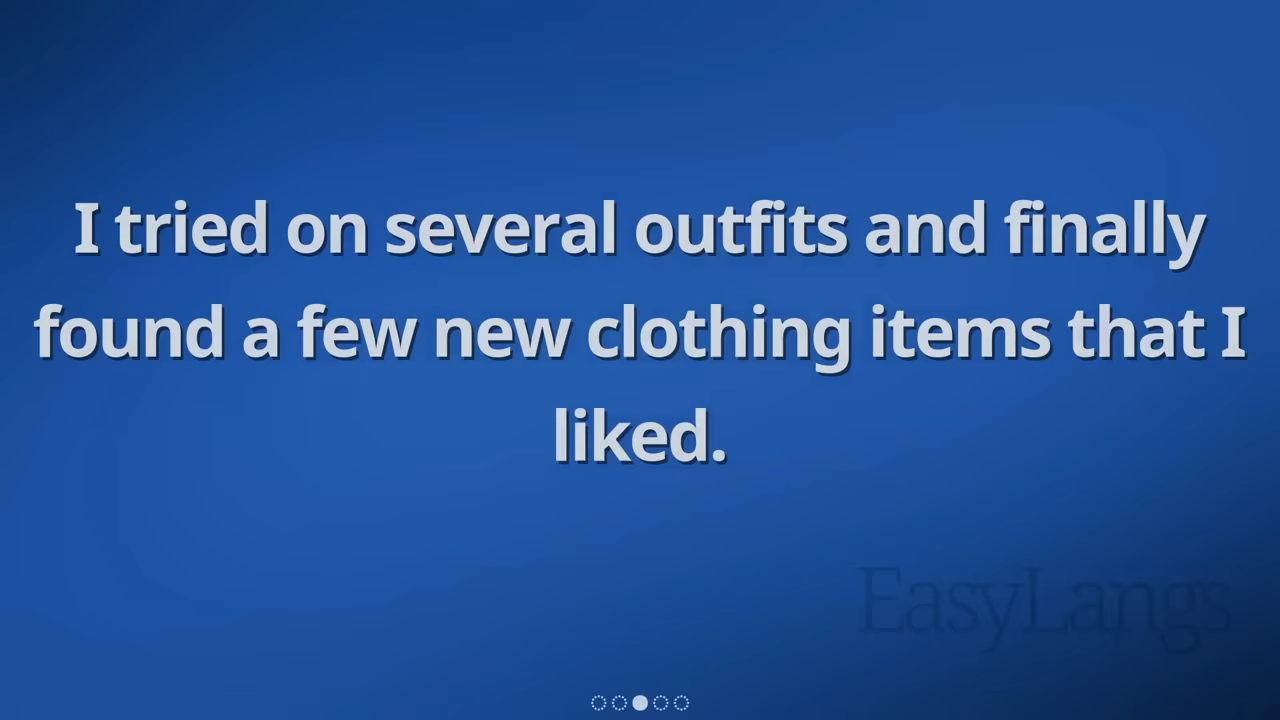 I tried on several outfits and finally
found a few new clothing items that I
liked.
EasyLangs